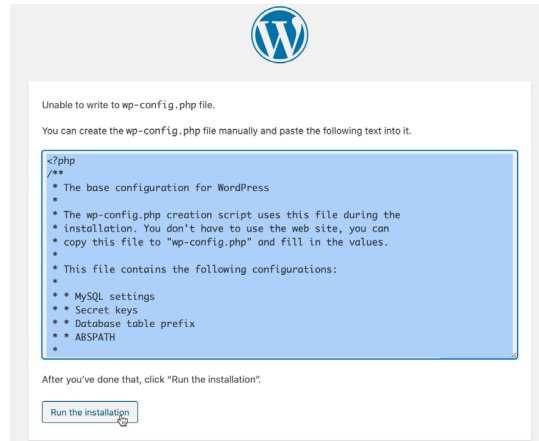 Unable to write to wp-config.php file.
You can create the wp-config.php file manually and paste the following text into it.
<?php
/**
 * The base configuration for WordPress
 *
 * The wp-config.php creation script uses this file during the
 * installation. You don't have to use the web site, you can
 * copy this file to "wp-config.php" and fill in the values.
 *
 * This file contains the following configurations:
 *
 * * MySQL settings
 * * Secret keys
 * * Database table prefix
 * * ABSPATH
 *
After you've done that, click “Run the installation”.
Run the installation